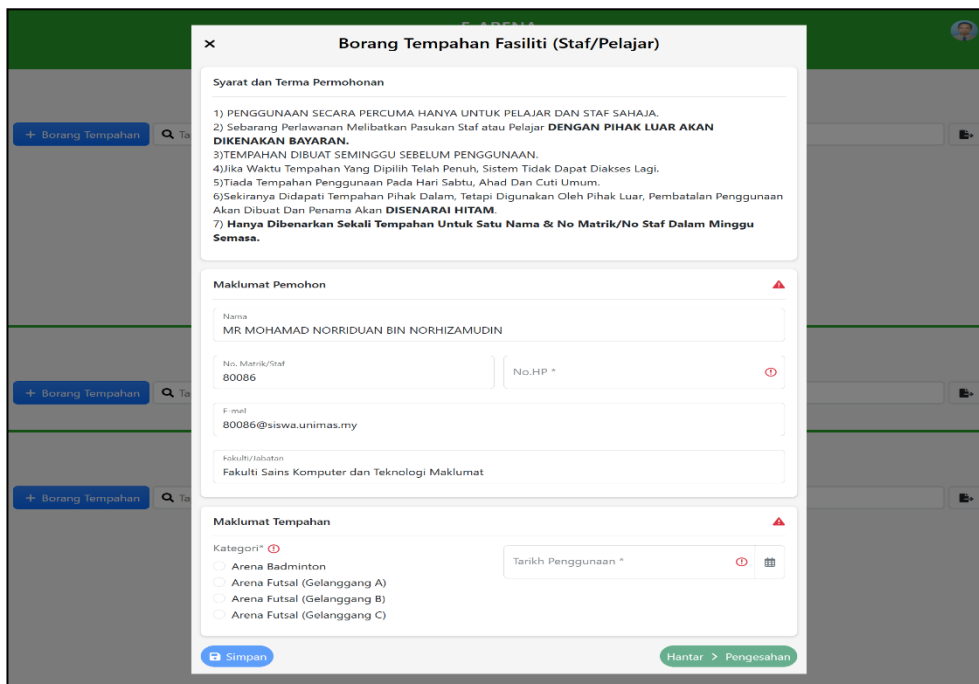 E-ARENA
Borang Tempahan Fasiliti (Staf/Pelajar)
Syarat dan Terma Permohonan
1) PENGGUNAAN SECARA PERCUMA HANYA UNTUK PELAJAR DAN STAF SAHAJA.
2) Sebarang Perlawanan Melibatkan Pasukan Staf atau Pelajar DENGAN PIHAK LUAR AKAN
DIKENAKAN BAYARAN.
3)TEMPAHAN DIBUAT SEMINGGU SEBELUM PENGGUNAAN.
4)Jika Waktu Tempahan Yang Dipilih Telah Penuh, Sistem Tidak Dapat Diakses Lagi.
5)Tiada Tempahan Penggunaan Pada Hari Sabtu, Ahad Dan Cuti Umum.
6)Sekiranya Didapati Tempahan Pihak Dalam, Tetapi Digunakan Oleh Pihak Luar, Pembatalan Penggunaan
Akan Dibuat Dan Penama Akan DISENARAI HITAM.
7) Hanya Dibenarkan Sekali Tempahan Untuk Satu Nama & No Matrik/No Staf Dalam Minggu
Semasa.
+ Borang Tempahan
Ta
Maklumat Pemohon
Nama
MR MOHAMAD NORRIDUAN BIN NORHIZAMUDIN
No. Matrik/Staf
80086
No.HP *
+ Borang Tempahan
Ta
E-mel
80086@siswa.unimas.my
Fakulti/Jabatan
Fakulti Sains Komputer dan Teknologi Maklumat
+ Borang Tempahan
Ta
Maklumat Tempahan
Kategori*
Arena Badminton
Arena Futsal (Gelanggang A)
Arena Futsal (Gelanggang B)
Arena Futsal (Gelanggang C)
Tarikh Penggunaan *
Simpan
Hantar > Pengesahan